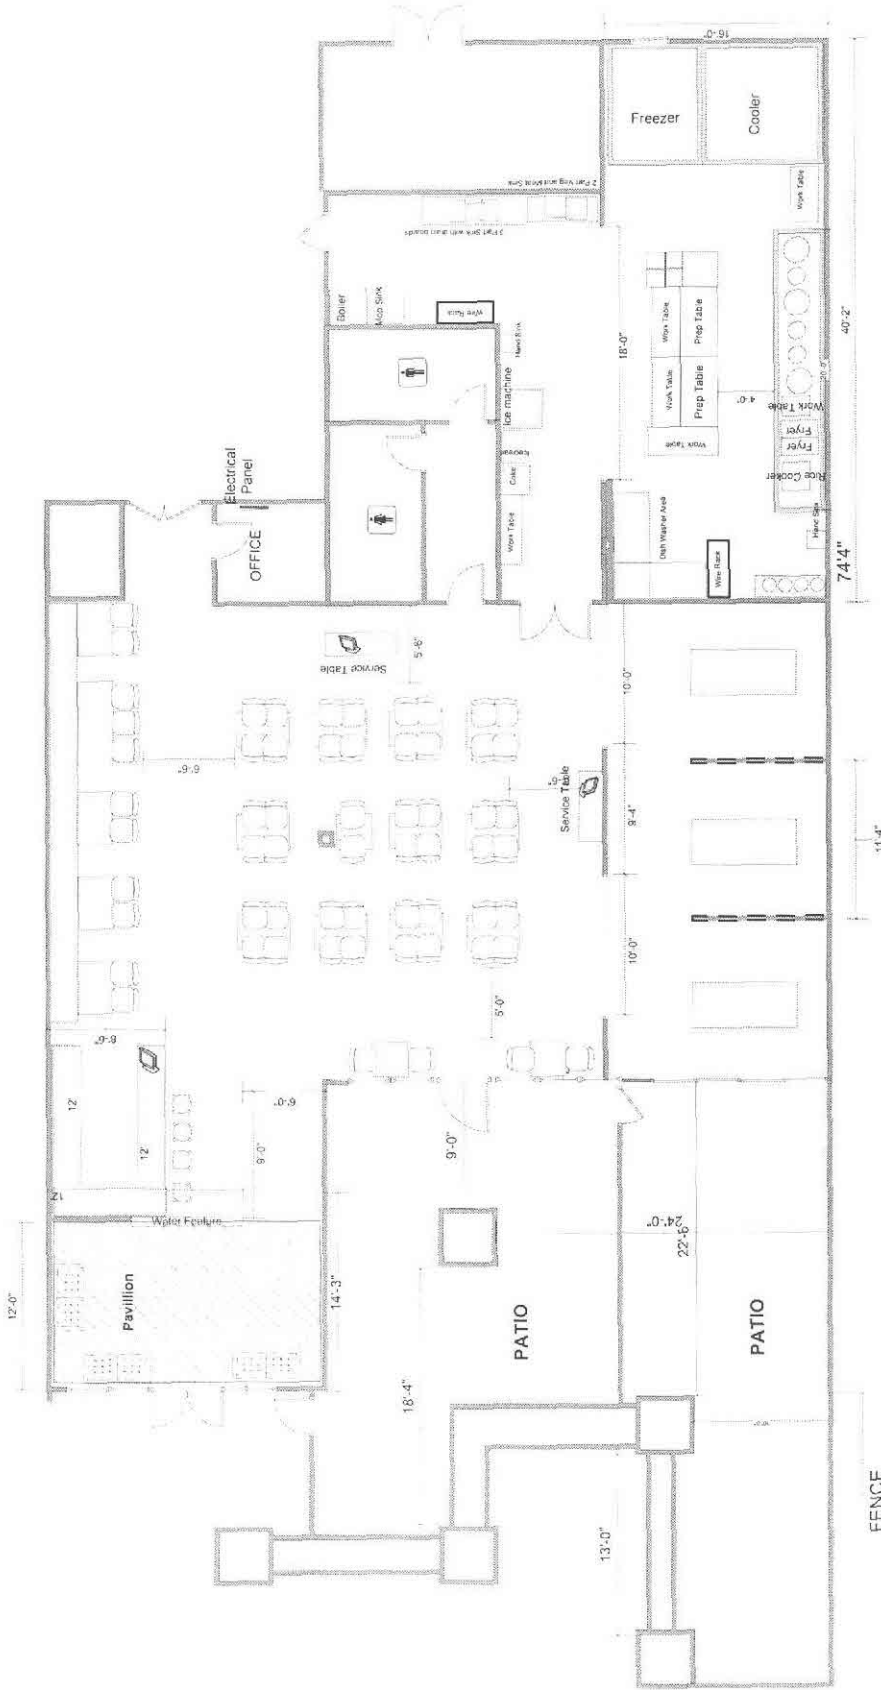 16'-0"
Freezer
Cooler
2 Part Veg and Meat Sink
3 Part Sink with drain boards
Work Table
Boiler
Mop Sink
Wire Rack
Hand Sink
Ice machine
18'-0"
Work Table
Prep Table
Work Table
Prep Table
Work Table
4'-0"
20'-0"
40'-2"
Work Table
Fryer
Fryer
Rice Cooker
Hand Sink
Electrical
Panel
OFFICE
Coke
Work Table
Dish Washer Area
Wire Rack
74'4"
Service Table
5'-6"
10'-0"
6'-6"
Service Table
9'-4"
11'-4"
10'-0"
5'-0"
8'-6"
12'
12'
6'-0"
9'-0"
9'-0"
12
Water Feature
24'-0"
22'-6"
12'-0"
Pavillion
14'-3"
18'-4"
PATIO
PATIO
13'-0"
FENCE